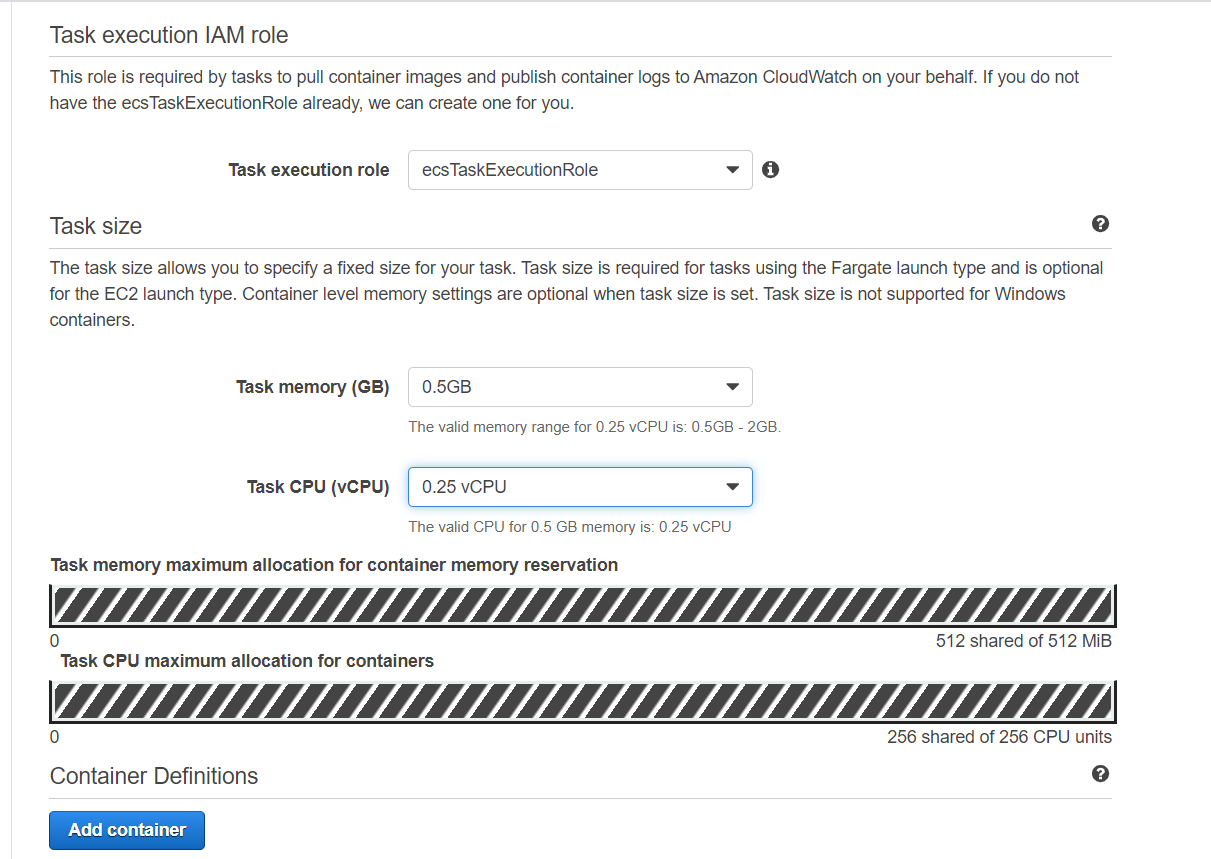 Task execution IAM role
This role is required by tasks to pull container images and publish container logs to Amazon CloudWatch on your behalf. If you do not
have the ecsTaskExecutionRole already, we can create one for you.
Task execution role ecsTaskExecutionRole
Task size
The task size allows you to specify a fixed size for your task. Task size is required for tasks using the Fargate launch type and is optional
for the EC2 launch type. Container level memory settings are optional when task size is set. Task size is not supported for Windows
containers.
Task memory (GB) 0.5GB
The valid memory range for 0.25 vCPU is: 0.5GB - 2GB.
Task CPU (vCPU) 0.25 vCPU
The valid CPU for 0.5 GB memory is: 0.25 vCPU
Task memory maximum allocation for container memory reservation
0 512 shared of 512 MiB
Task CPU maximum allocation for containers
0 256 shared of 256 CPU units
Container Definitions
Add container